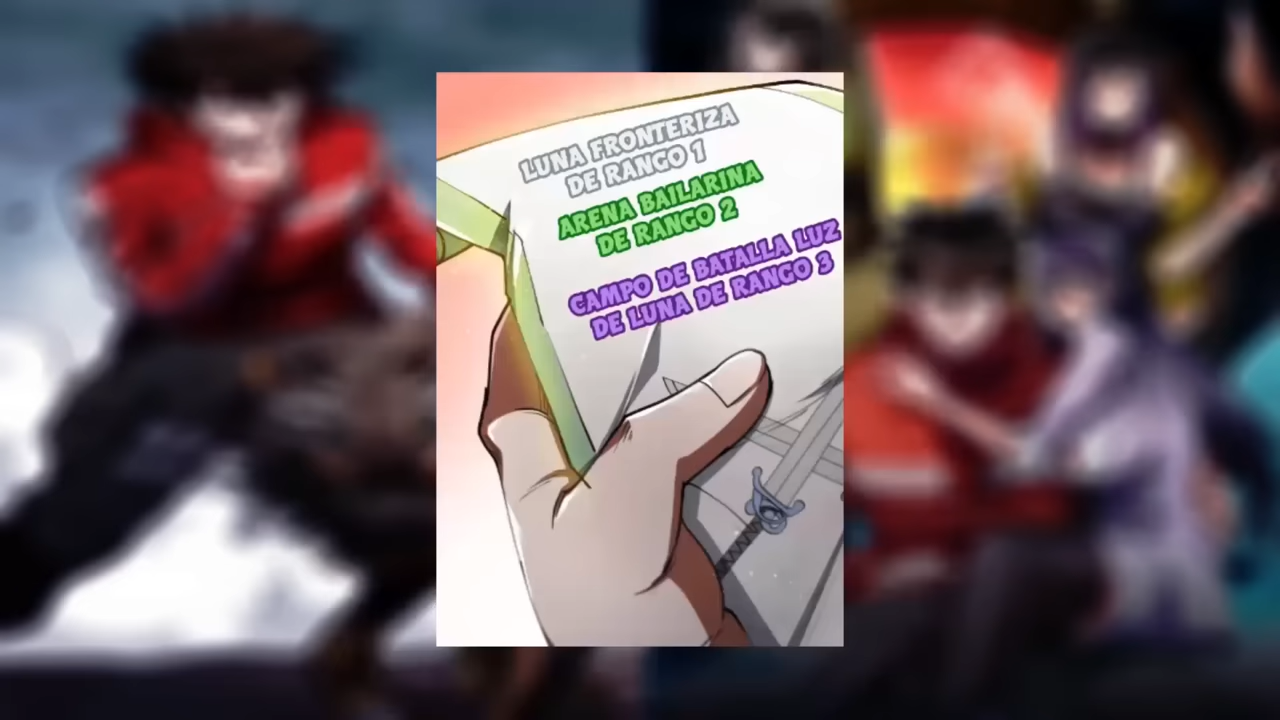 LUNA FRONTERIZA
DE RANGO 1
ARENA BAILARINA
DE RANGO 2
CAMPO DE BATALLA LUZ
DE LUNA DE RANGO 3